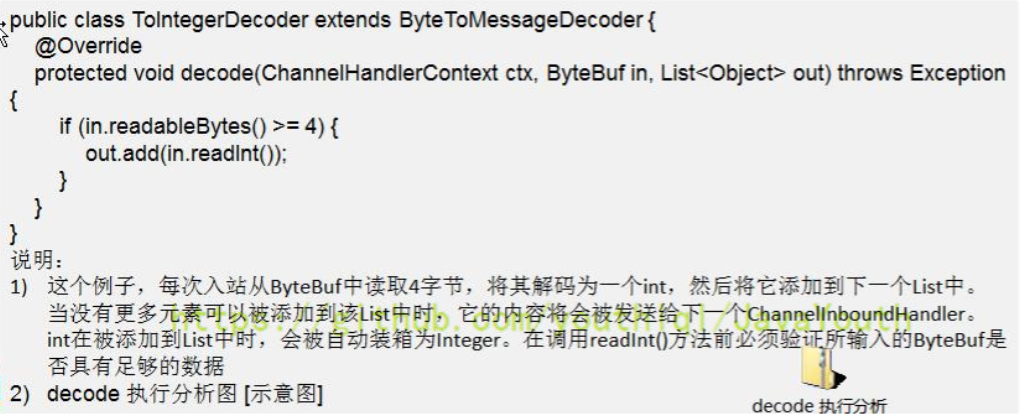 public class ToIntegerDecoder extends ByteToMessageDecoder {
@Override
protected void decode(ChannelHandlerContext ctx, ByteBuf in, List<Object> out) throws Exception
{
if (in.readableBytes() >= 4) {
out.add(in.readInt());
}
}
}
说明：
1) 这个例子，每次入站从ByteBuf中读取4字节，将其解码为一个int，然后将它添加到下一个List中。
当没有更多元素可以被添加到该List中时，它的内容将会被发送给下一个ChannelInboundHandler。
https://github.com/youthlql/JavaYouth
int在被添加到List中时，会被自动装箱为Integer。在调用readInt()方法前必须验证所输入的ByteBuf是
否具有足够的数据
2) decode 执行分析图 [示意图]
decode 执行分析